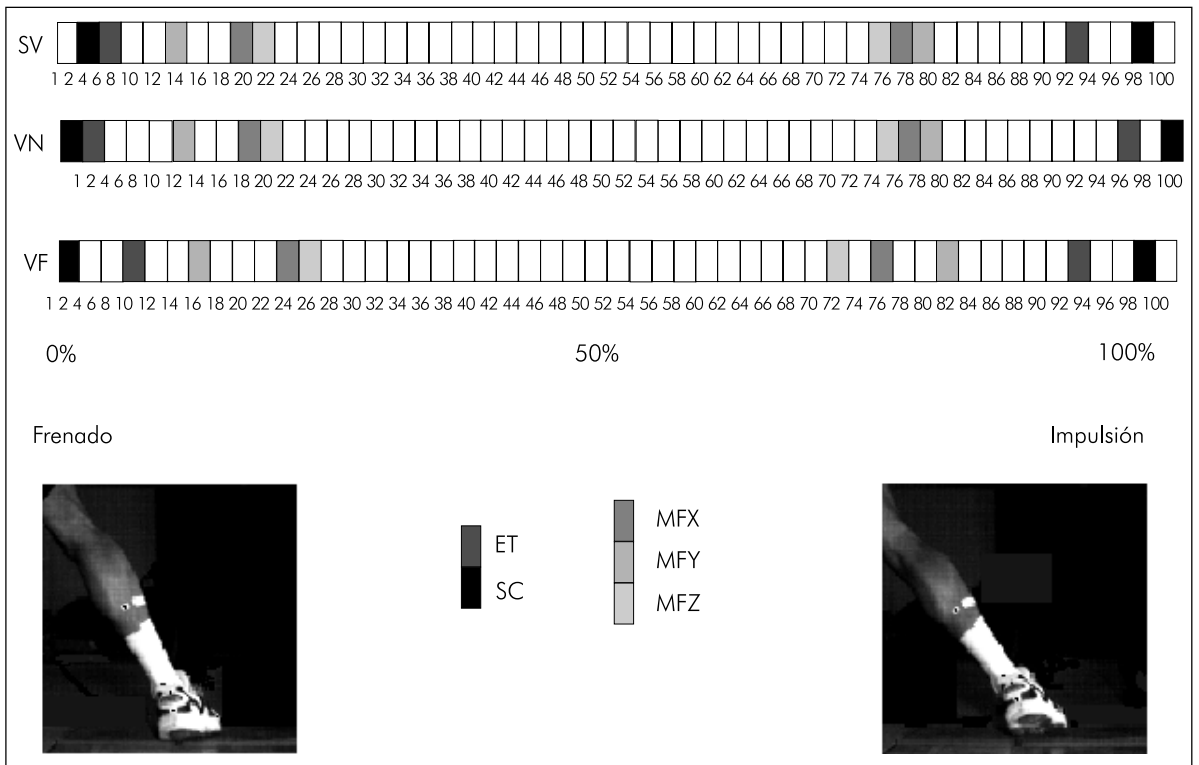 SV
1 2 4 6 8 10 12 14 16 18 20 22 24 26 28 30 32 34 36 38 40 42 44 46 48 50 52 54 56 58 60 62 64 66 68 70 72 74 76 78 80 82 84 86 88 90 92 94 96 98 100
VN
1 2 4 6 8 10 12 14 16 18 20 22 24 26 28 30 32 34 36 38 40 42 44 46 48 50 52 54 56 58 60 62 64 66 68 70 72 74 76 78 80 82 84 86 88 90 92 94 96 98 100
VF
1 2 4 6 8 10 12 14 16 18 20 22 24 26 28 30 32 34 36 38 40 42 44 46 48 50 52 54 56 58 60 62 64 66 68 70 72 74 76 78 80 82 84 86 88 90 92 94 96 98 100
0% 50% 100%
Frenado Impulsión
ET
SC
MFX
MFY
MFZ